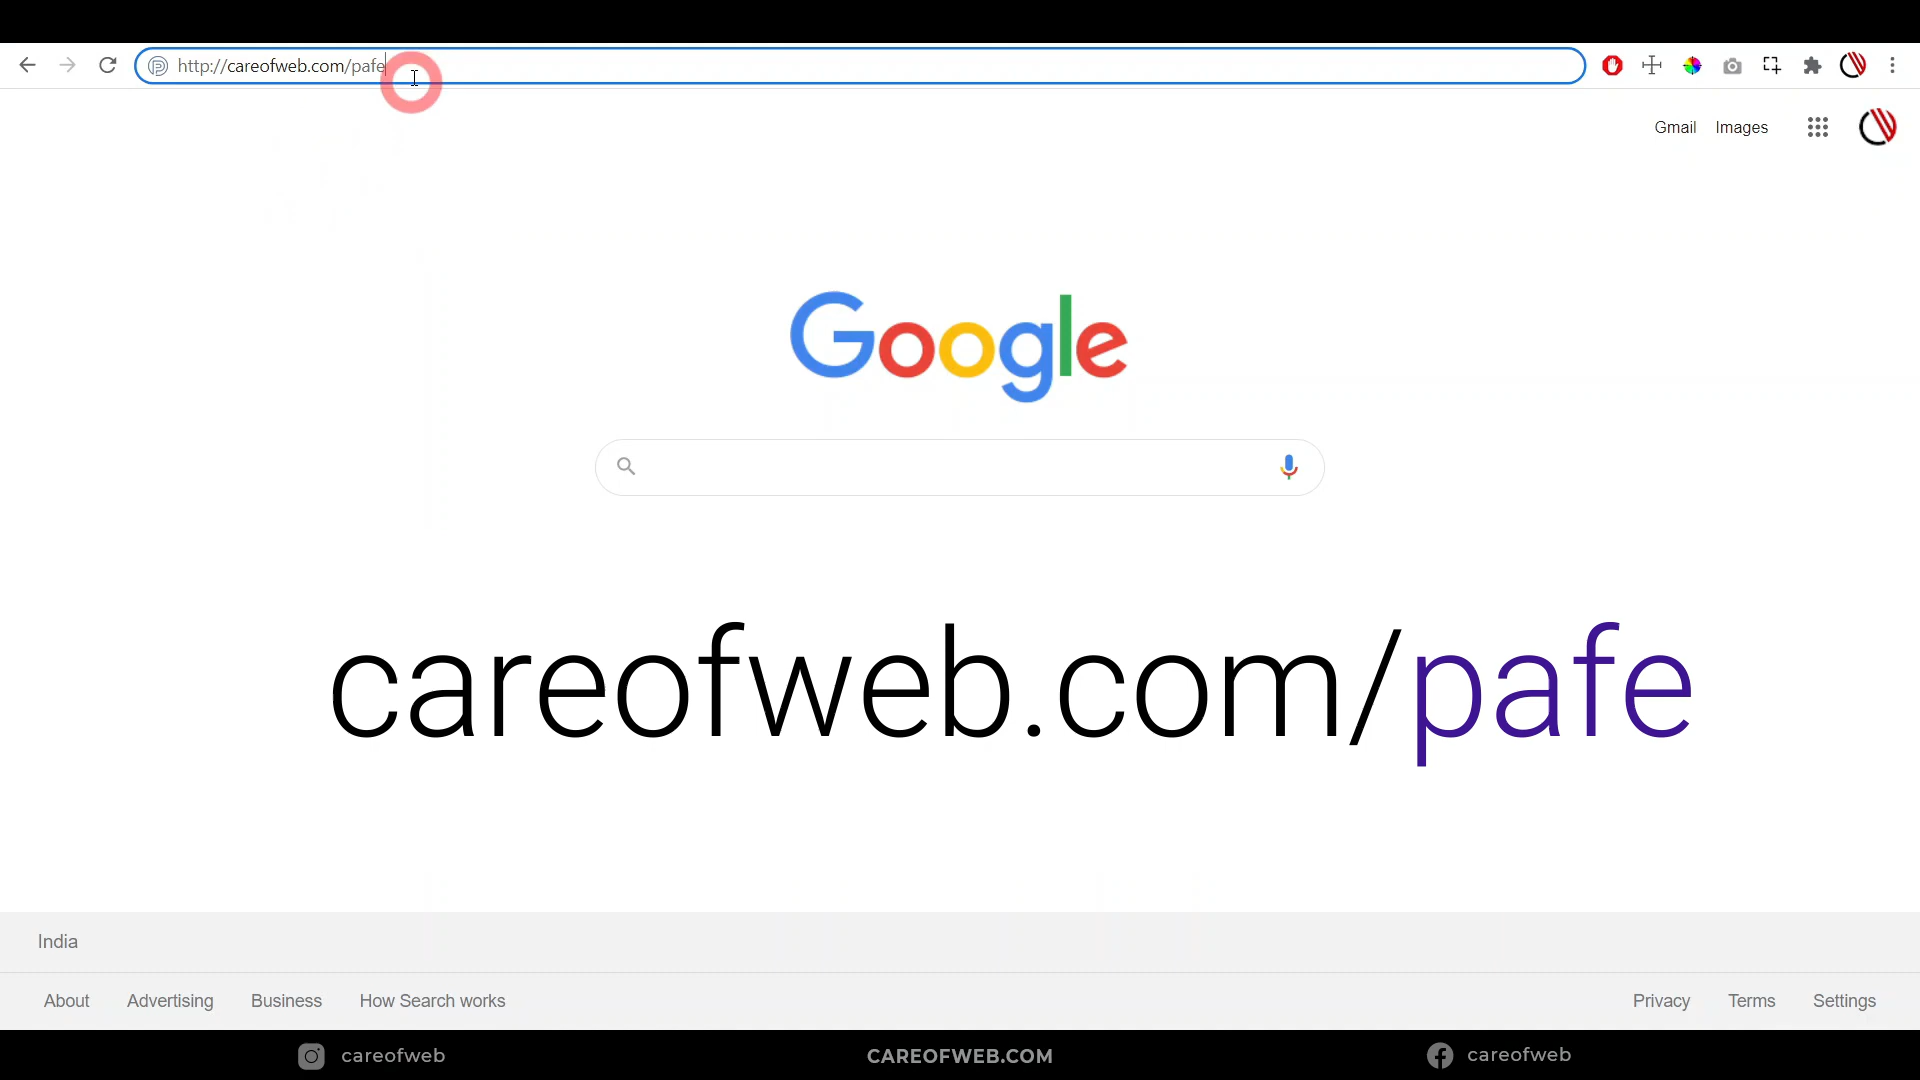 http://careofweb.com/pafe
Gmail Images
Google
careofweb.com/pafe
India
About Advertising Business How Search works Privacy Terms Settings
careofweb CAREOFWEB.COM careofweb